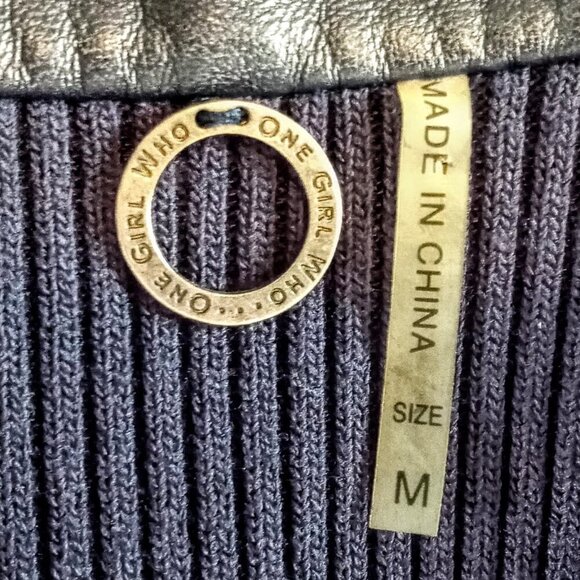 ONE GIRL WHO....ONE GIRL WHO
MADE IN CHINA
SIZE
M